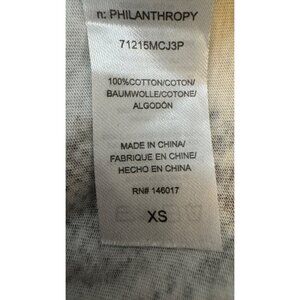 n: PHILANTHROPY
71215MCJ3P
100%COTTON/COTON/
BAUMWOLLE/COTONE/
ALGODÓN
MADE IN CHINA/
FABRIQUE EN CHINE/
HECHO EN CHINA
RN# 146017
XS